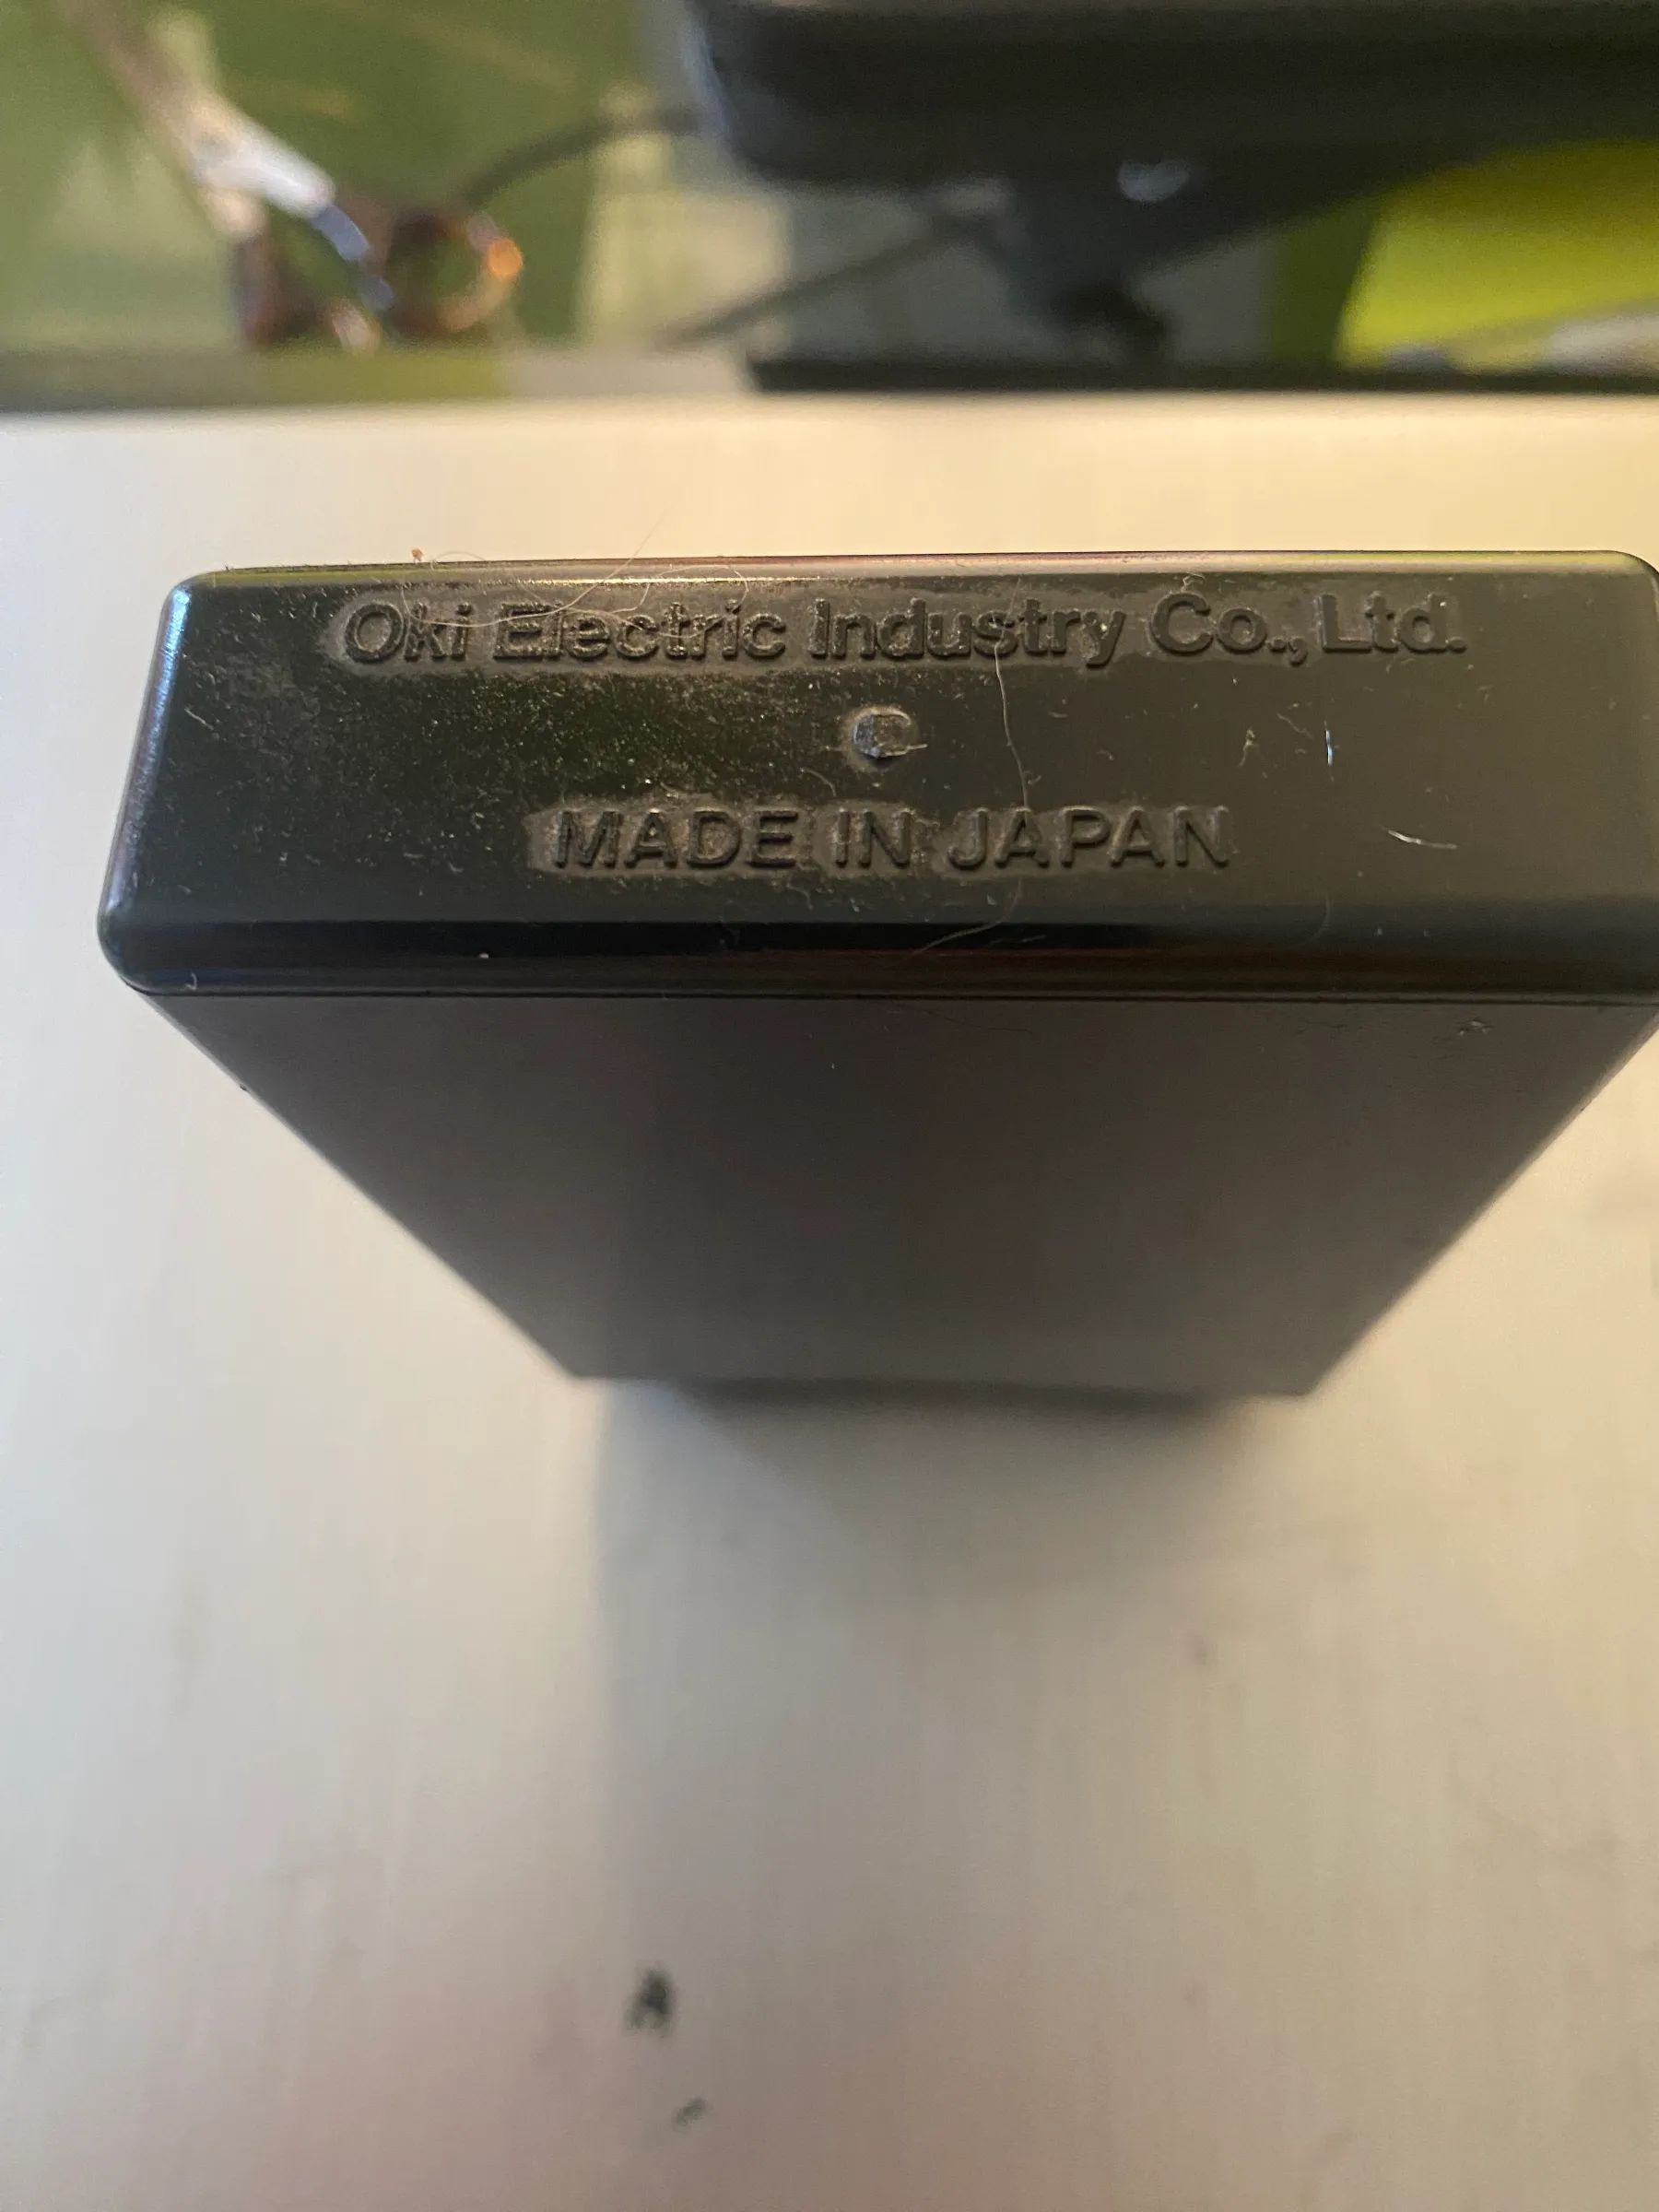 Oki Electric Industry Co., Ltd.
C
MADE IN JAPAN